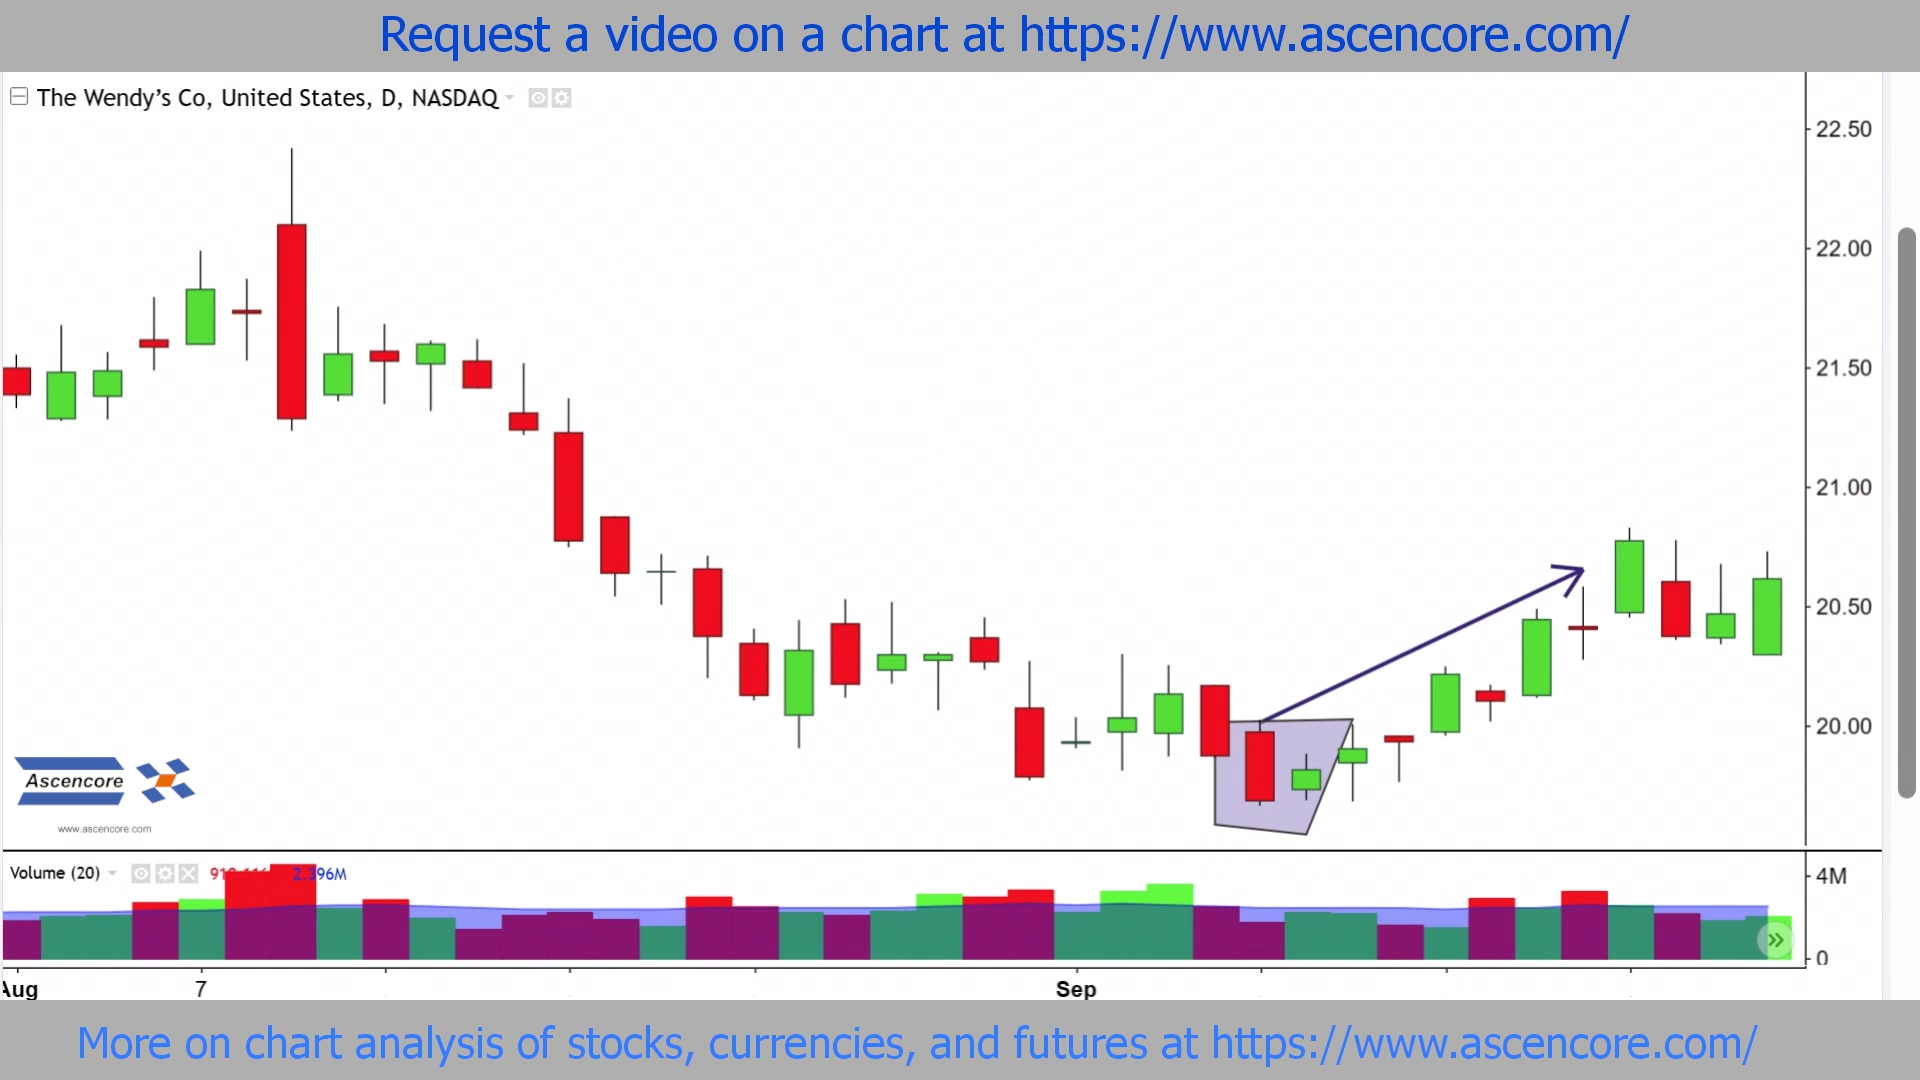 Request a video on a chart at https://www.ascencore.com/
The Wendy's Co, United States, D, NASDAQ
22.50
22.00
21.50
21.00
20.50
20.00
Ascencore
www.ascencore.com
Volume (20) 2.396M
4M
0
Aug 7 Sep
More on chart analysis of stocks, currencies, and futures at https://www.ascencore.com/